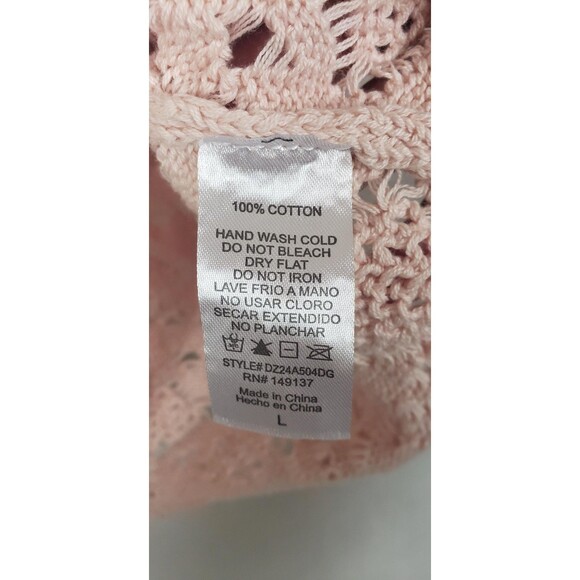 100% COTTON
HAND WASH COLD
DO NOT BLEACH
DRY FLAT
DO NOT IRON
LAVE FRIO A MANO
NO USAR CLORO
SECAR EXTENDIDO
NO PLANCHAR
STYLE# DZ24A504DG
RN# 149137
Made in China
Hecho en China
L